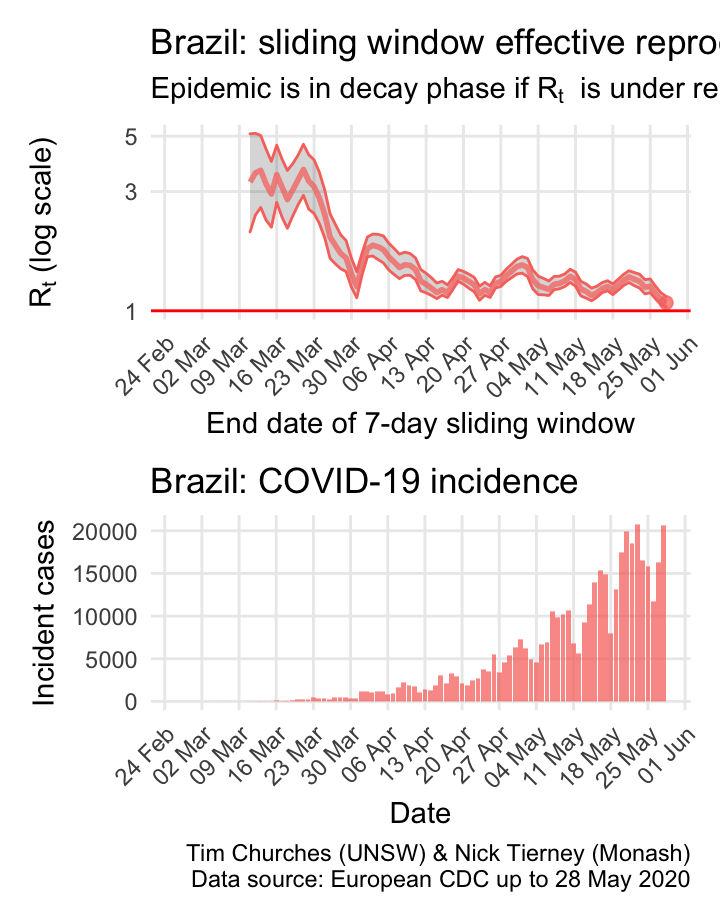 Brazil: sliding window effective
Epidemic is in decay phase if Rₜ is under
5
3
1
Rₜ (log scale)
24 Feb
02 Mar
09 Mar
16 Mar
23 Mar
30 Mar
06 Apr
13 Apr
20 Apr
27 Apr
04 May
11 May
18 May
25 May
01 Jun
End date of 7-day sliding window
Brazil: COVID-19 incidence
20000
15000
10000
5000
0
Incident cases
24 Feb
02 Mar
09 Mar
16 Mar
23 Mar
30 Mar
06 Apr
13 Apr
20 Apr
27 Apr
04 May
11 May
18 May
25 May
01 Jun
Date
Tim Churches (UNSW) & Nick Tierney (Monash)
Data source: European CDC up to 28 May 2020